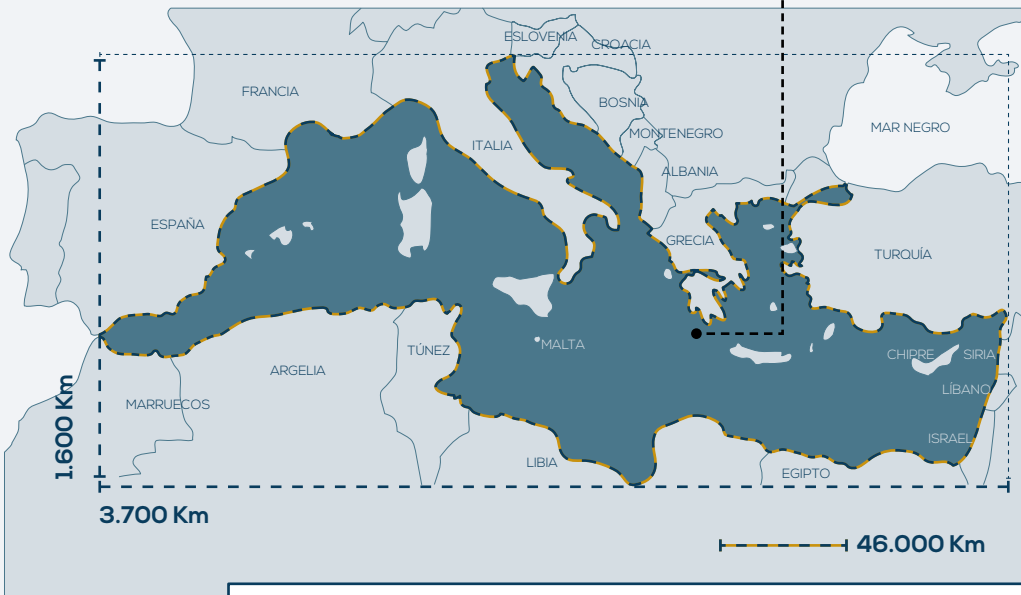 ESLOVENIA
CROACIA
FRANCIA
BOSNIA
MAR NEGRO
MONTENEGRO
ITALIA
ALBANIA
ESPAÑA
GRECIA
TURQUÍA
MALTA
TÚNEZ
CHIPRE
SIRIA
ARGELIA
LÍBANO
MARRUECOS
1.600 Km
ISRAEL
LIBIA
EGIPTO
3.700 Km
46.000 Km